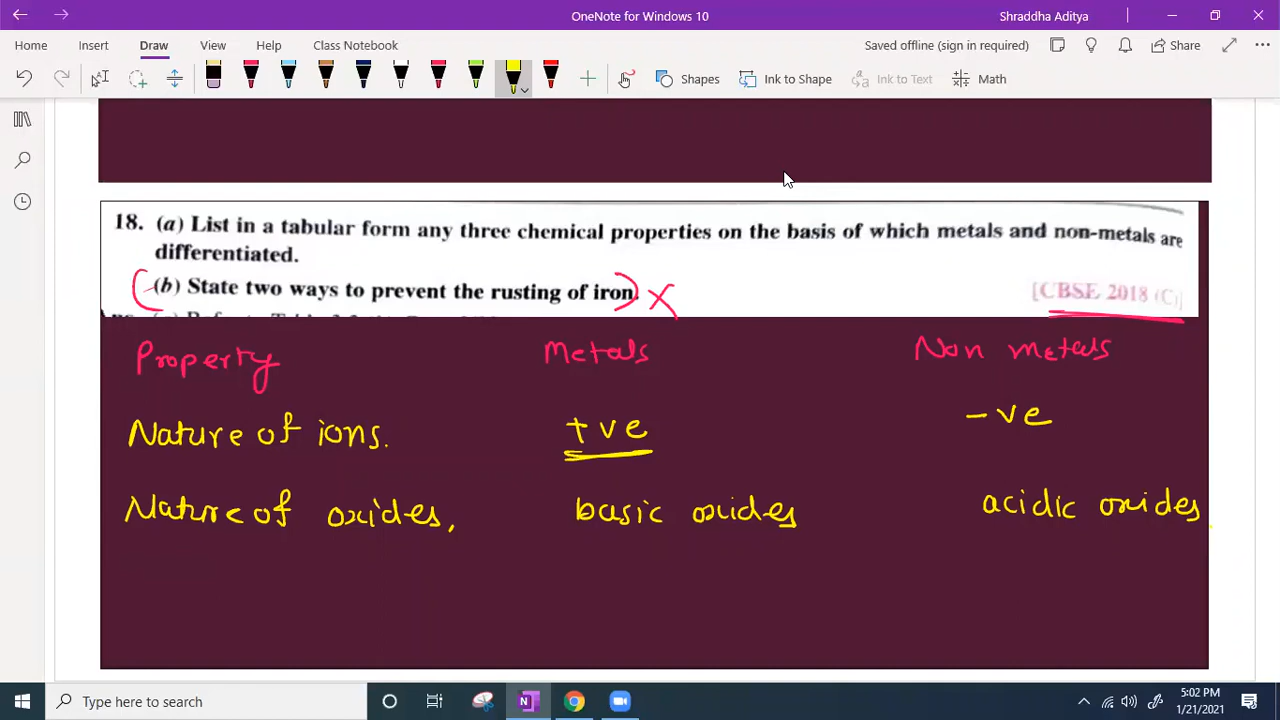 OneNote for Windows 10
Shraddha Aditya
Home Insert Draw View Help Class Notebook
Saved offline (sign in required)
Share
Shapes
Ink to Shape
Ink to Text
Math
18. (a) List in a tabular form any three chemical properties on the basis of which metals and non-metals are
differentiated.
(b) State two ways to prevent the rusting of iron. X
[CBSE 2018 (C)]
Property Metals Non metals
Nature of ions. +ve -ve
Nature of oxides, basic oxides acidic oxides
Type here to search
5:02 PM
1/21/2021